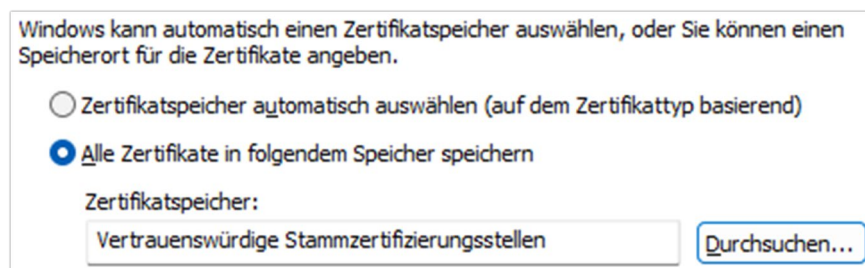 Windows kann automatisch einen Zertifikatspeicher auswählen, oder Sie können einen
Speicherort für die Zertifikate angeben.
Zertifikatspeicher automatisch auswählen (auf dem Zertifikattyp basierend)
Alle Zertifikate in folgendem Speicher speichern
Zertifikatspeicher:
Vertrauenswürdige Stammzertifizierungsstellen
Durchsuchen...